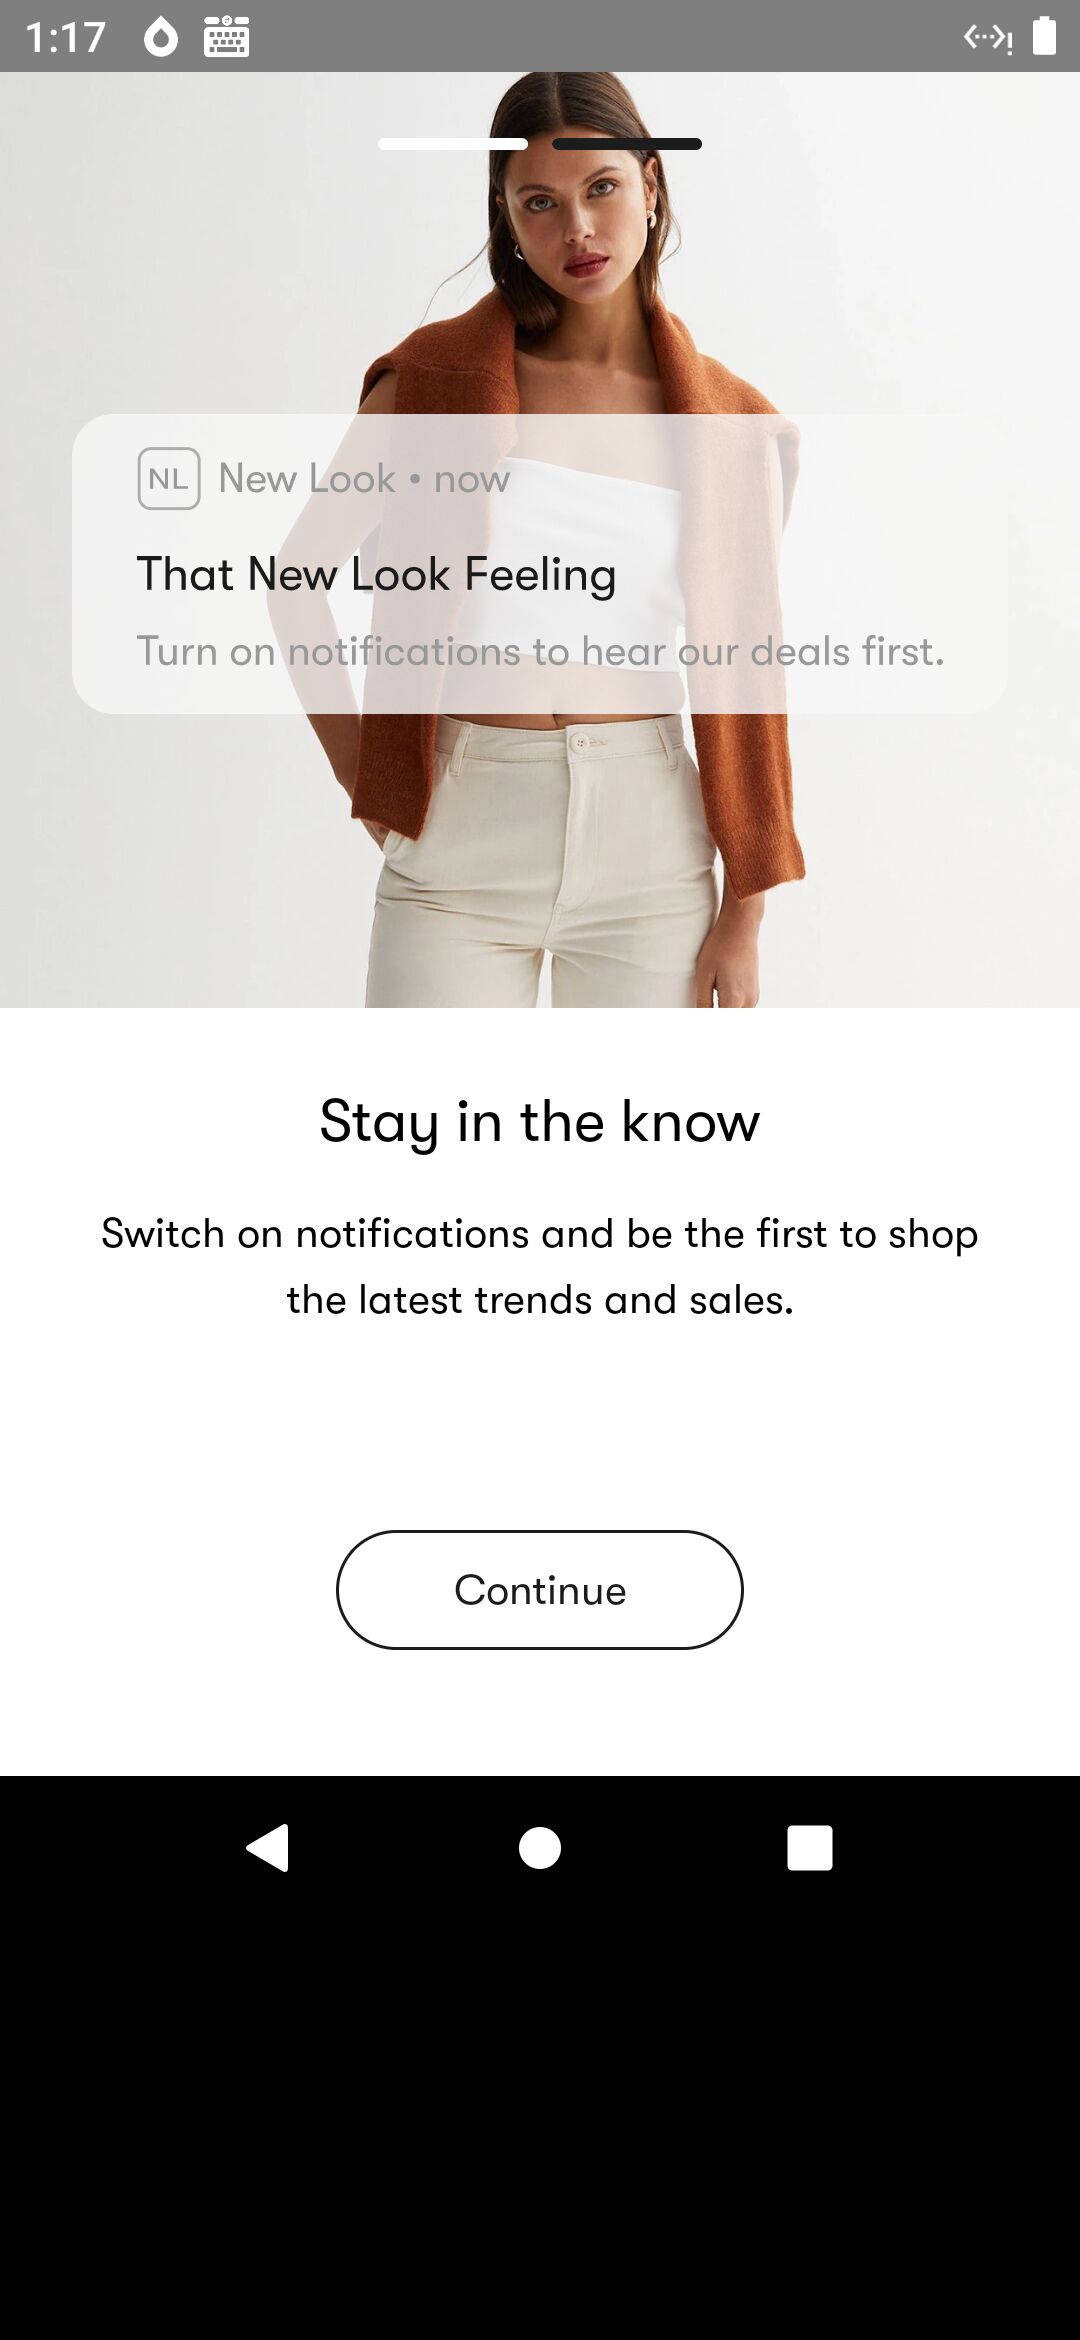 1:17
NL New Look • now
That New Look Feeling
Turn on notifications to hear our deals first.
Stay in the know
Switch on notifications and be the first to shop
the latest trends and sales.
Continue